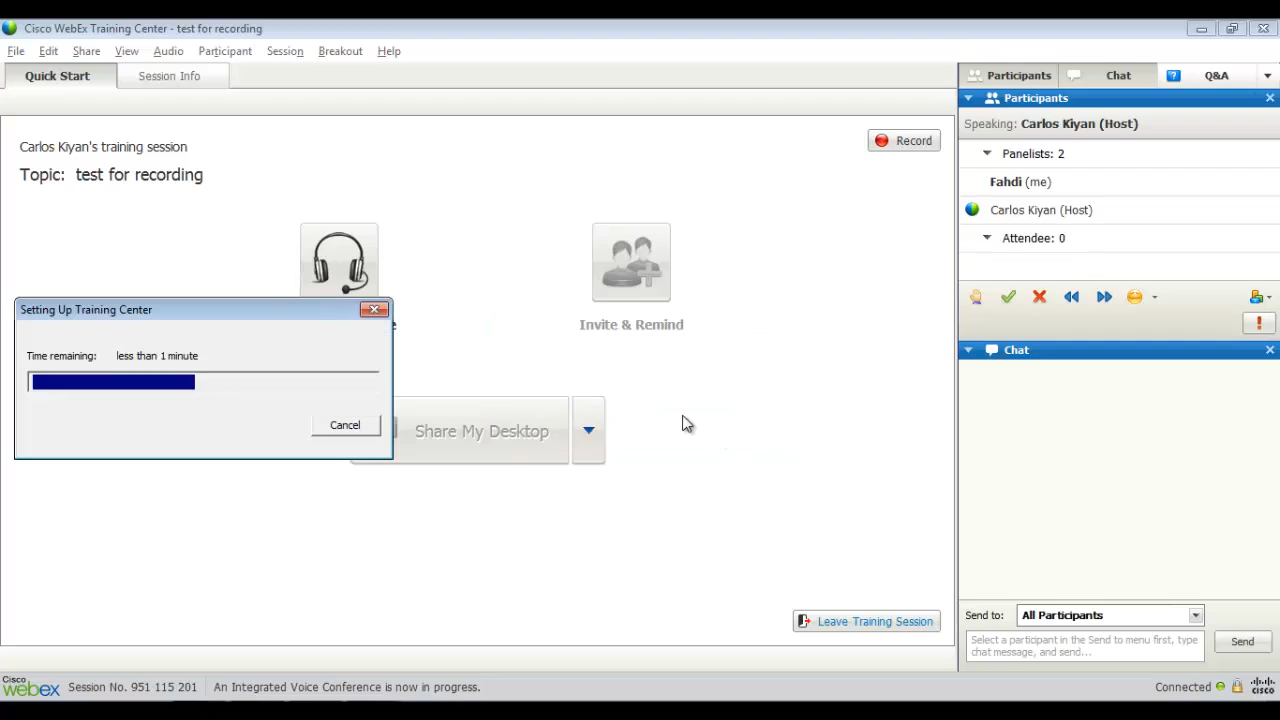 Cisco WebEx Training Center - test for recording
File Edit Share View Audio Participant Session Breakout Help
Quick Start Session Info
Carlos Kiyan's training session
Record
Topic: test for recording
Invite & Remind
Setting Up Training Center
Time remaining: less than 1 minute
Cancel
Share My Desktop
Leave Training Session
Participants Chat ? Q&A
Participants
Speaking: Carlos Kiyan (Host)
Panelists: 2
Fahdi (me)
Carlos Kiyan (Host)
Attendee: 0
Chat
Send to: All Participants
Select a participant in the Send to menu first, type
chat message, and send...
Send
Cisco
webex Session No. 951 115 201 An Integrated Voice Conference is now in progress.
Connected
cisco